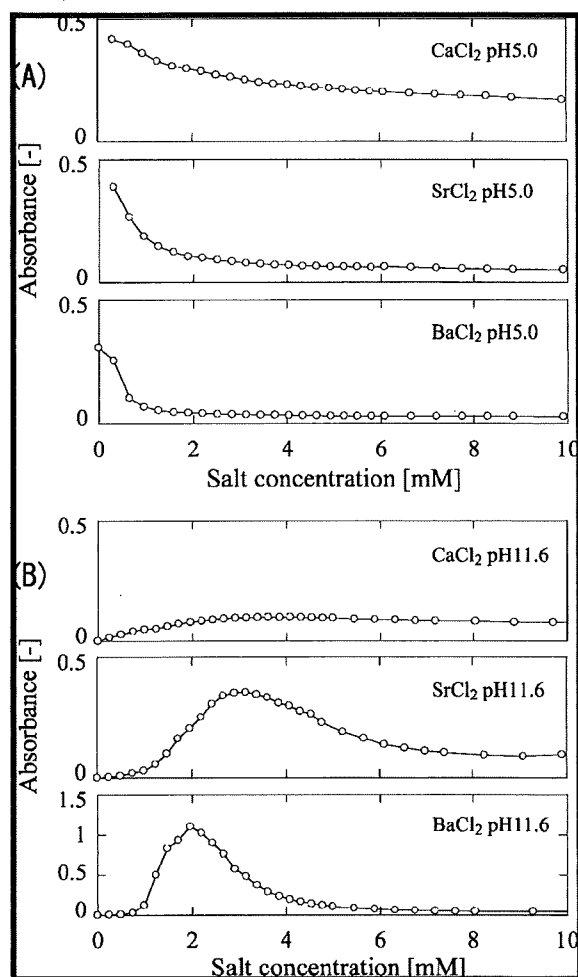 (A)
0.5
CaCl2 pH5.0
0
0.5
SrCl2 pH5.0
0
0.5
BaCl2 pH5.0
0
Absorbance [-]
0 2 4 6 8 10
Salt concentration [mM]
(B)
0.5
CaCl2 pH11.6
0
0.5
SrCl2 pH11.6
0
1.5
1
0.5
0
BaCl2 pH11.6
Absorbance [-]
0 2 4 6 8 10
Salt concentration [mM]